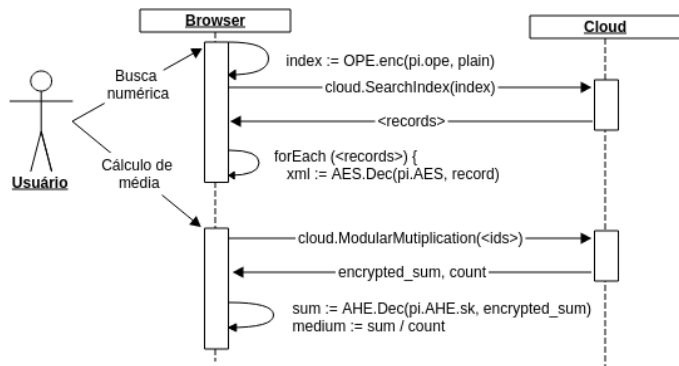 Browser
Cloud
index := OPE.enc(pi.ope, plain)
Busca
numérica
cloud.SearchIndex(index)
<records>
forEach (<records>) {
xml := AES.Dec(pi.AES, record)
Usuário
Cálculo de
média
cloud.ModularMutiplication(<ids>)
encrypted_sum, count
sum := AHE.Dec(pi.AHE.sk, encrypted_sum)
medium := sum / count